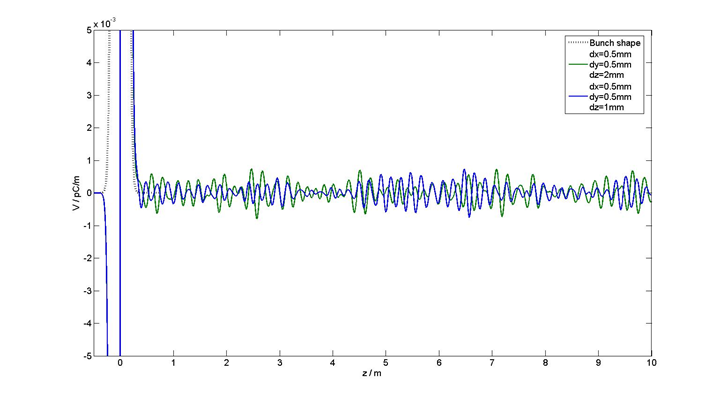 x 10⁻³
5
4
3
2
1
0
-1
-2
-3
-4
-5
V / pC/m
0
1
2
3
4
5
6
7
8
9
10
z / m
Bunch shape
dx=0.5mm
dy=0.5mm
dz=2mm
dx=0.5mm
dy=0.5mm
dz=1mm